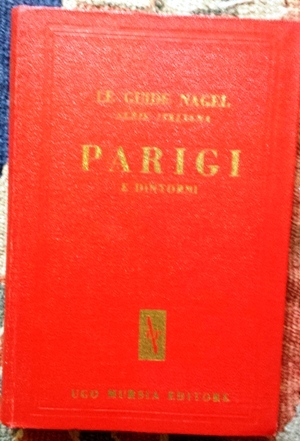 LE GUIDE NAGEL
SERIE ITALIANA
PARIGI
E DINTORNI
N
UGO MURSIA EDITORE